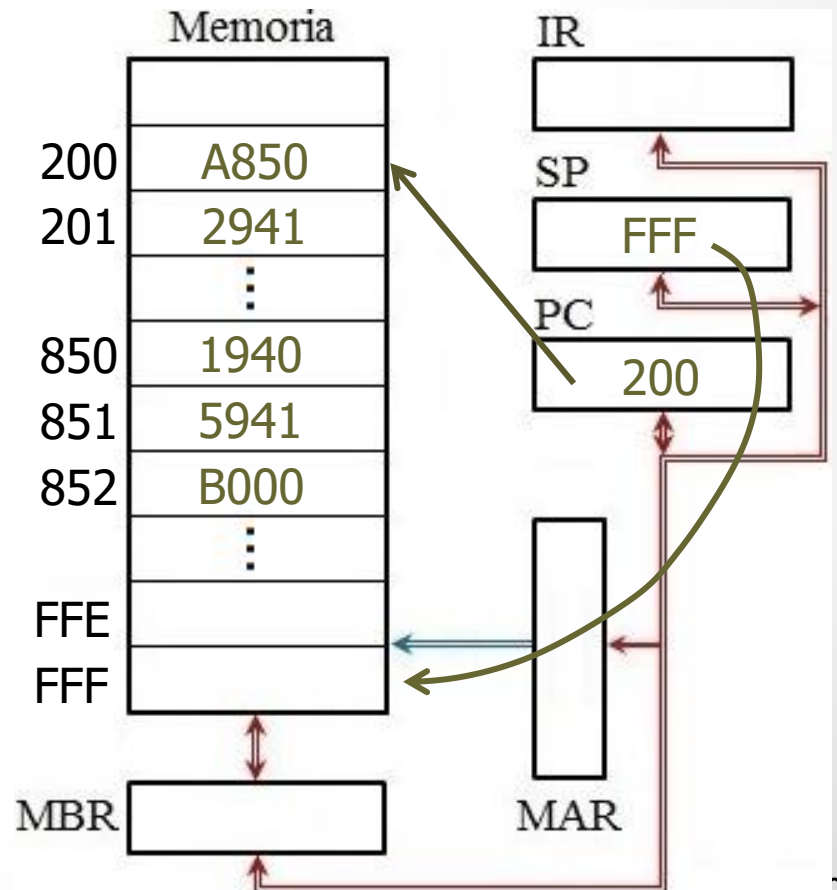 Memoria
200 A850
201 2941
850 1940
851 5941
852 B000
FFE
FFF
MBR
IR
SP
FFF
PC
200
MAR